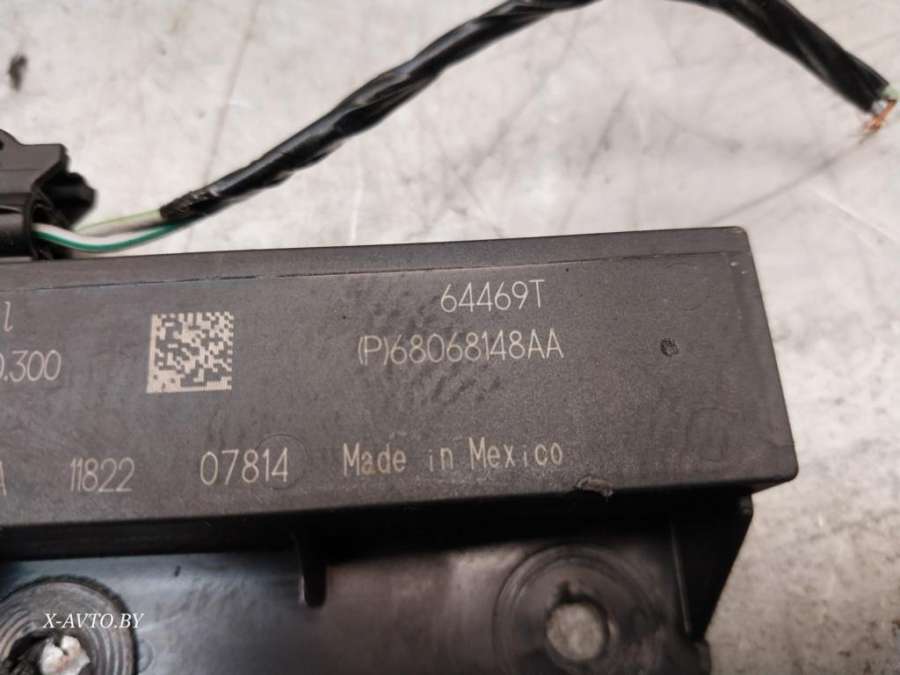 64469T
(P)68068148AA
.300
11822 07814 Made in Mexico
X-AVTO.BY